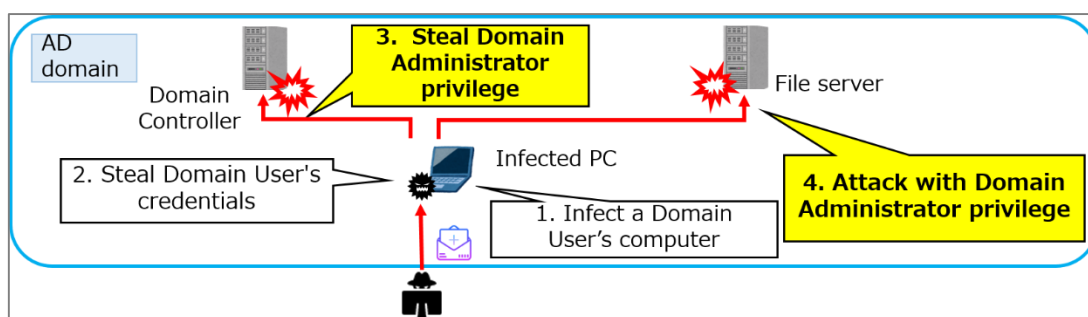 AD
domain
3. Steal Domain
Administrator
privilege
Domain
Controller
File server
2. Steal Domain User's
credentials
Infected PC
1. Infect a Domain
User’s computer
4. Attack with Domain
Administrator privilege